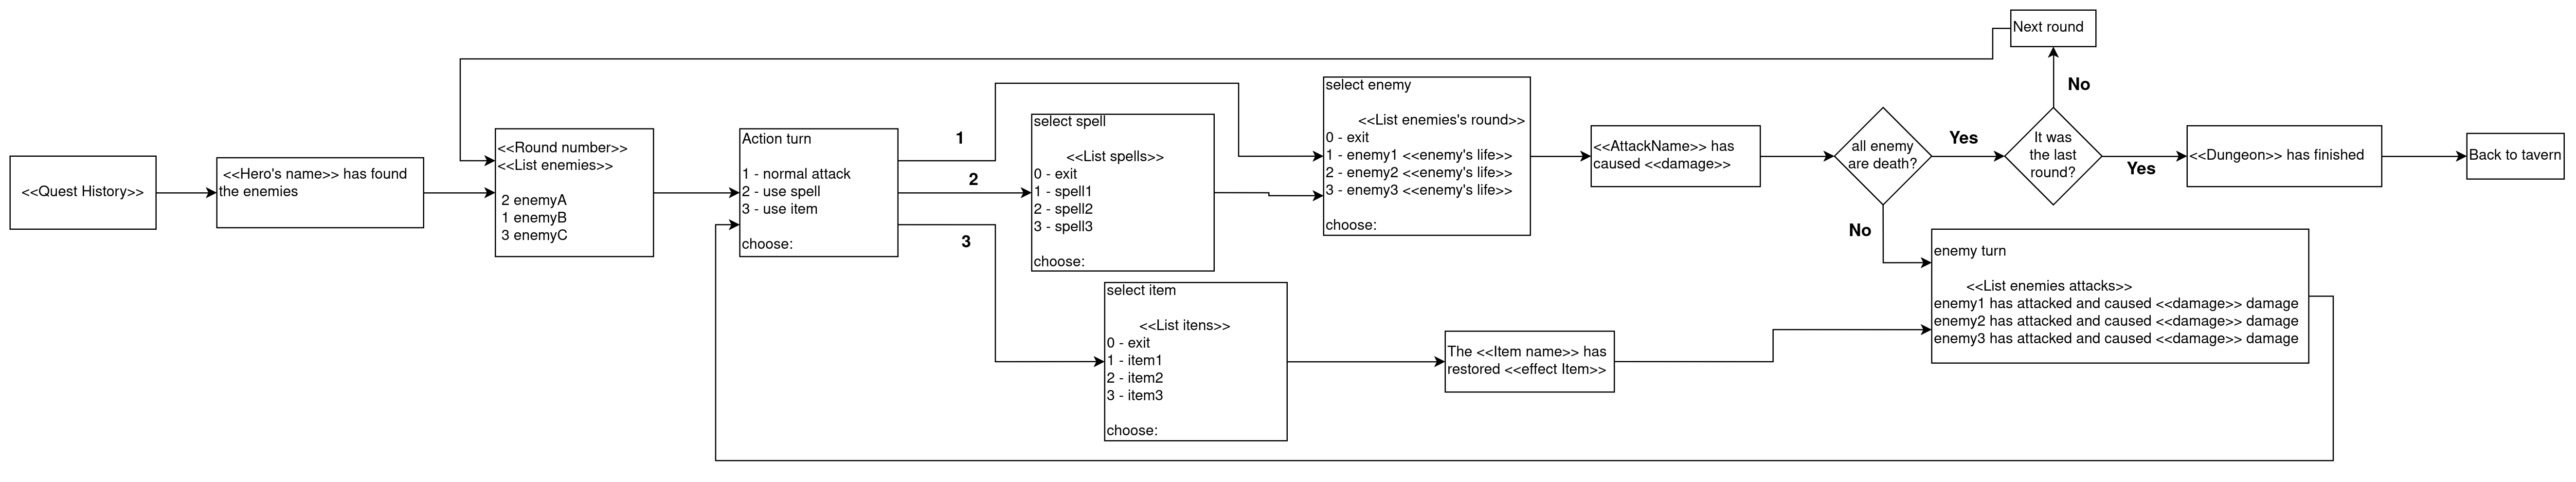 <<Quest History>>
<<Hero's name>> has found
the enemies
<<Round number>>
<<List enemies>>
2 enemyA
1 enemyB
3 enemyC
Action turn
1 - normal attack
2 - use spell
3 - use item
choose:
1
2
3
select spell
<<List spells>>
0 - exit
1 - spell1
2 - spell2
3 - spell3
choose:
select item
<<List itens>>
0 - exit
1 - item1
2 - item2
3 - item3
choose:
select enemy
<<List enemies's round>>
0 - exit
1 - enemy1 <<enemy's life>>
2 - enemy2 <<enemy's life>>
3 - enemy3 <<enemy's life>>
choose:
The <<Item name>> has
restored <<effect Item>>
<<AttackName>> has
caused <<damage>>
all enemy
are death?
Yes
No
It was
the last
round?
No
Yes
Next round
enemy turn
<<List enemies attacks>>
enemy1 has attacked and caused <<damage>> damage
enemy2 has attacked and caused <<damage>> damage
enemy3 has attacked and caused <<damage>> damage
<<Dungeon>> has finished
Back to tavern